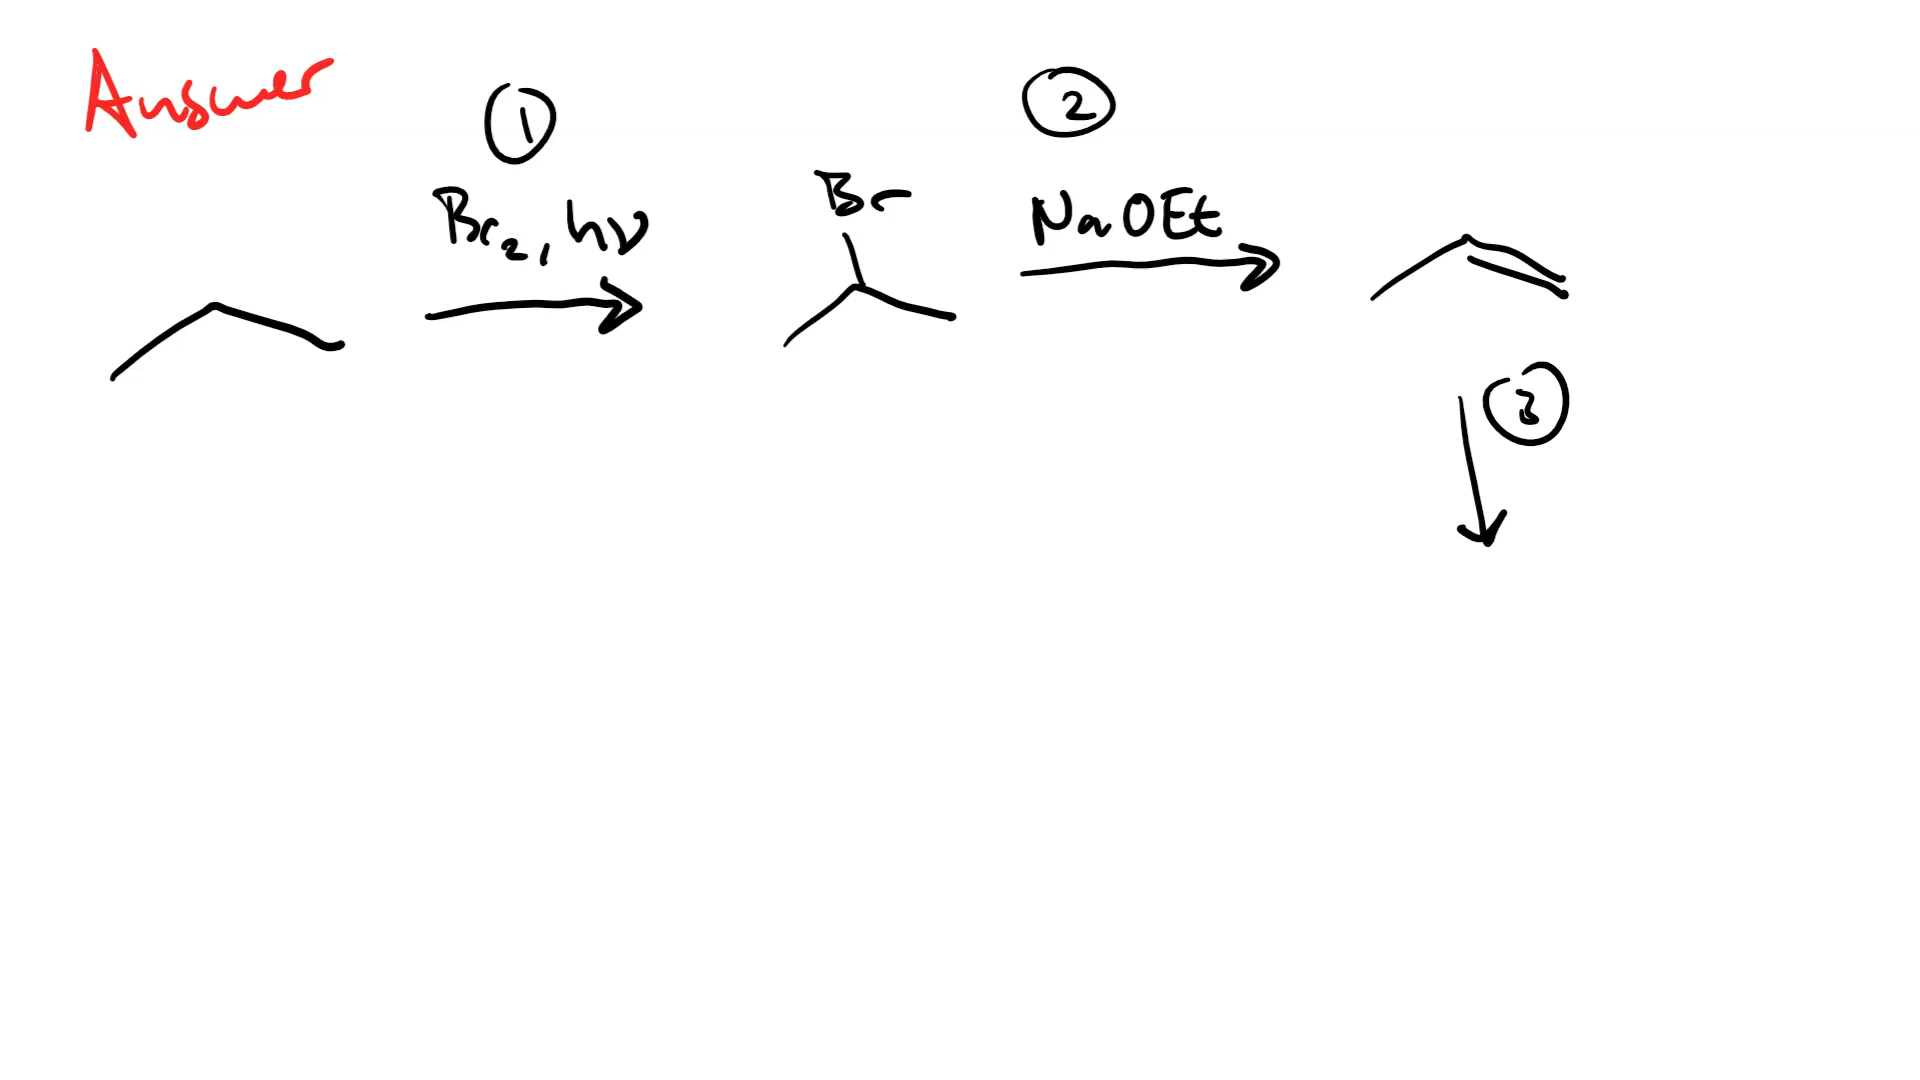 Answer
①
Br₂, hν
Br
②
NaOEt
③